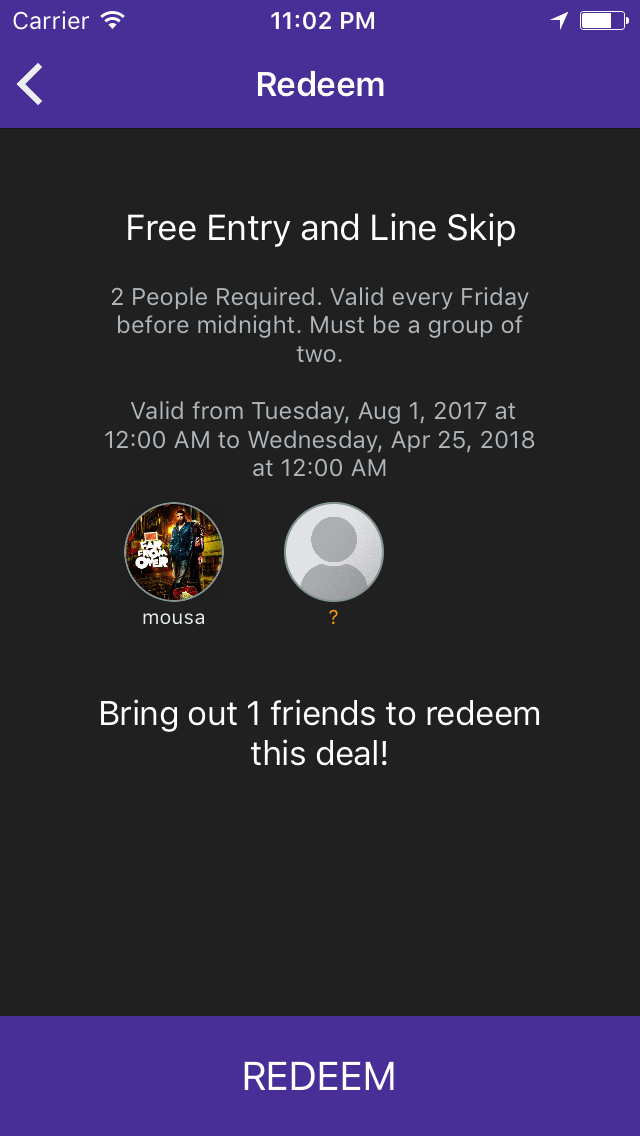 Carrier 11:02 PM
Redeem
Free Entry and Line Skip
2 People Required. Valid every Friday
before midnight. Must be a group of
two.
Valid from Tuesday, Aug 1, 2017 at
12:00 AM to Wednesday, Apr 25, 2018
at 12:00 AM
FAR
FROM
OVER
mousa ?
Bring out 1 friends to redeem
this deal!
REDEEM